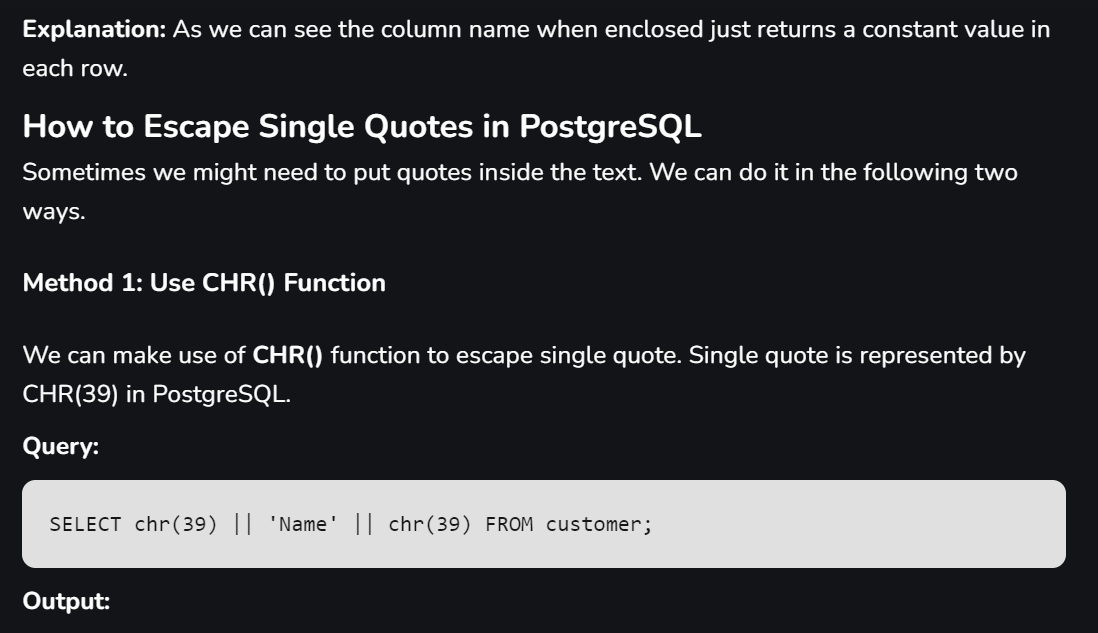 Explanation: As we can see the column name when enclosed just returns a constant value in
each row.
How to Escape Single Quotes in PostgreSQL
Sometimes we might need to put quotes inside the text. We can do it in the following two
ways.
Method 1: Use CHR() Function
We can make use of CHR() function to escape single quote. Single quote is represented by
CHR(39) in PostgreSQL.
Query:
SELECT chr(39) || 'Name' || chr(39) FROM customer;
Output: